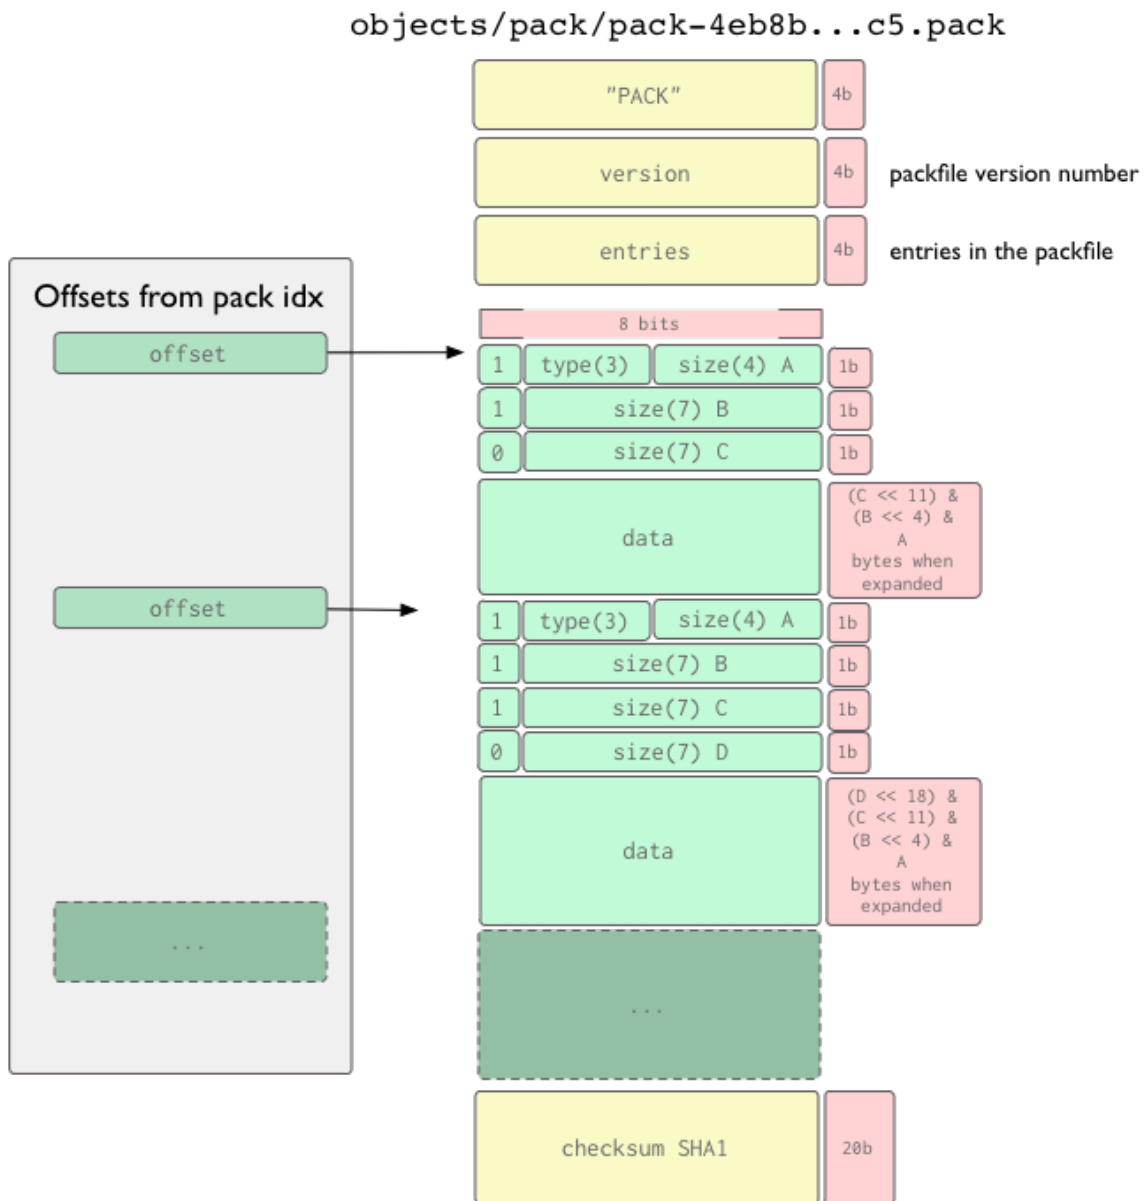 objects/pack/pack-4eb8b...c5.pack
"PACK"
4b
version
4b
packfile version number
entries
4b
entries in the packfile
Offsets from pack idx
8 bits
offset
1
type(3)
size(4) A
1b
1
size(7) B
1b
0
size(7) C
1b
data
(C << 11) &
(B << 4) &
A
bytes when
expanded
offset
1
type(3)
size(4) A
1b
1
size(7) B
1b
1
size(7) C
1b
0
size(7) D
1b
data
(D << 18) &
(C << 11) &
(B << 4) &
A
bytes when
expanded
...
...
checksum SHA1
20b